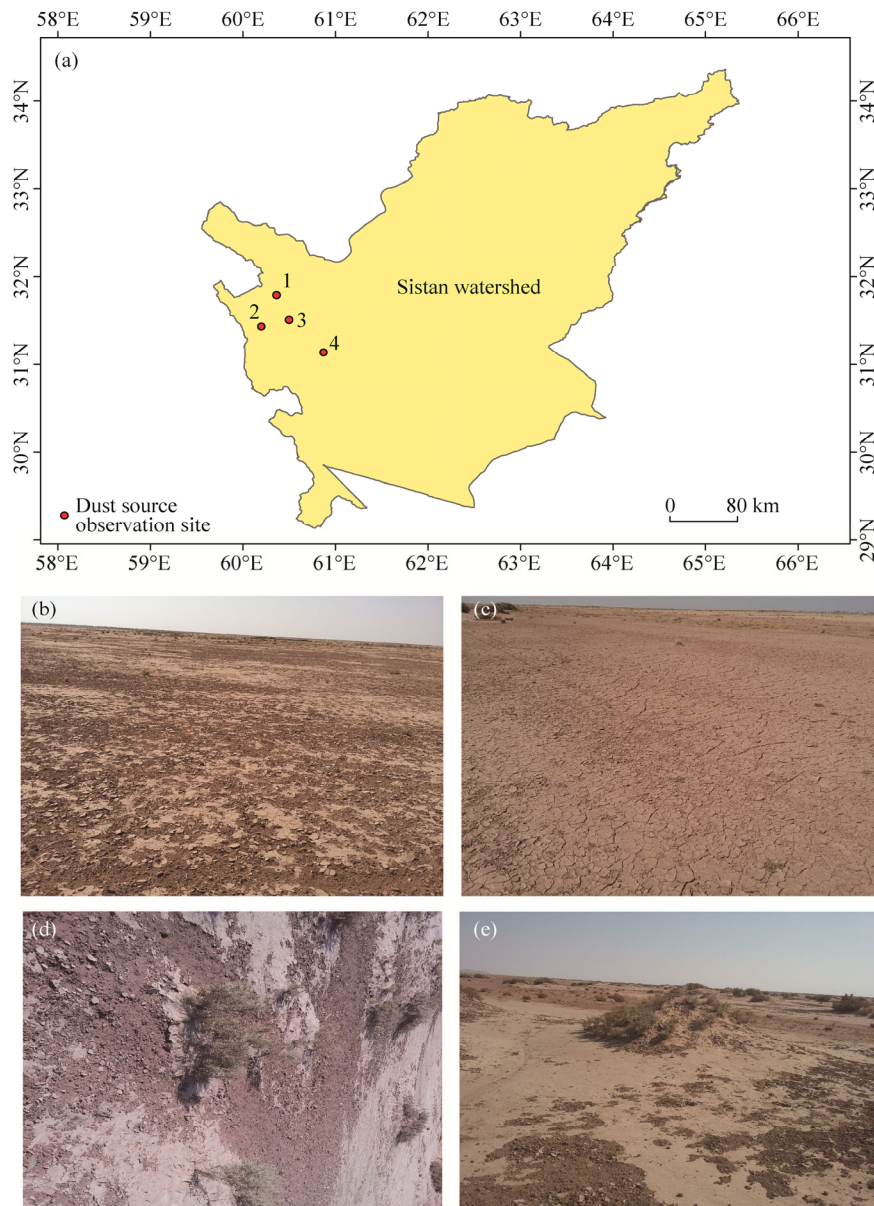 58°E 59°E 60°E 61°E 62°E 63°E 64°E 65°E 66°E
(a)
34°N 34°N
33°N 33°N
32°N 32°N
1
Sistan watershed
2 3
4
31°N 31°N
30°N 30°N
Dust source
observation site
0 80 km
29°N
58°E 59°E 60°E 61°E 62°E 63°E 64°E 65°E 66°E
(b) (c)
(d) (e)